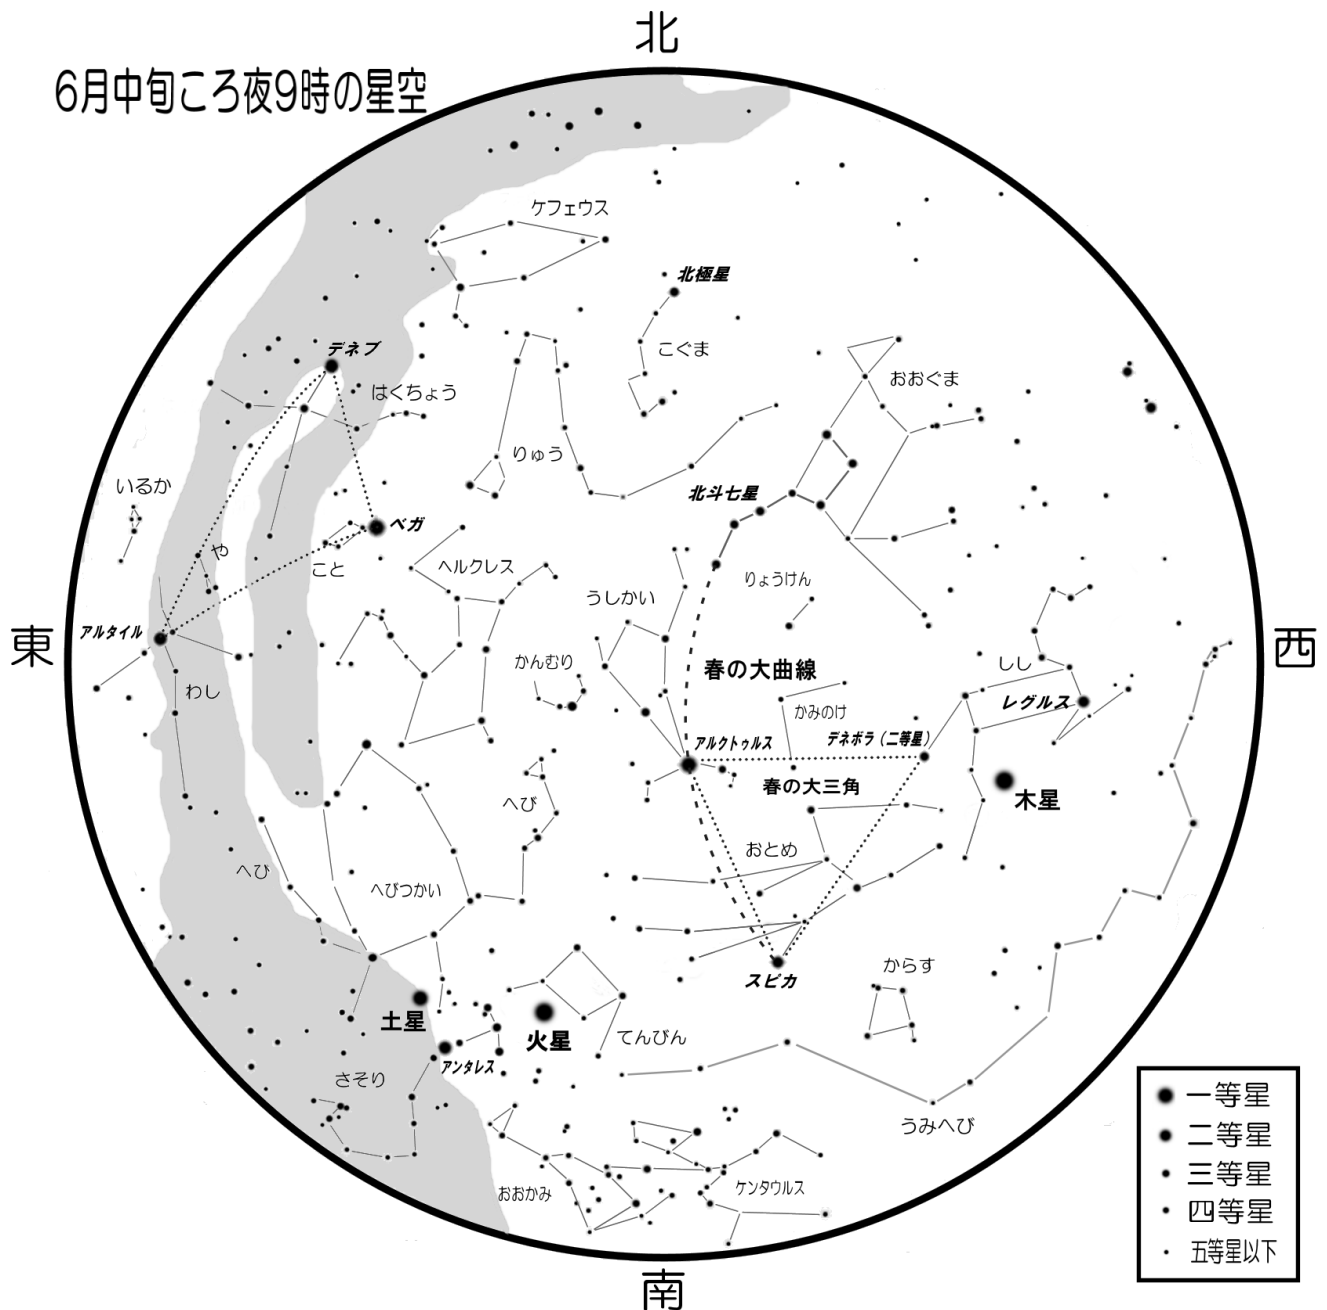 北
6月中旬ころ夜9時の星空
ケフェウス
北極星
デネブ
こぐま
おおぐま
はくちょう
りゅう
いるか
北斗七星
ベガ
や
こと
ヘルクレス
りょうけん
うしかい
アルタイル
東
西
かんむり
春の大曲線
しし
わし
レグルス
かみのけ
アルクトゥルス
デネボラ（二等星）
春の大三角
木星
へび
おとめ
へび
へびつかい
スピカ
からす
土星
火星
てんびん
アンタレス
さそり
うみへび
おおかみ
ケンタウルス
一等星
二等星
三等星
四等星
五等星以下
南